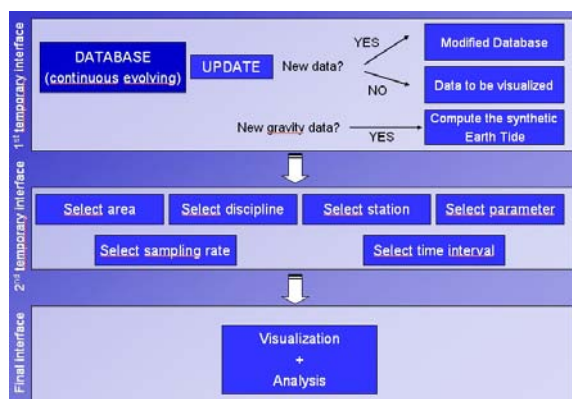 1st temporary interface
DATABASE
(continuous evolving)
UPDATE
New data?
YES
NO
Modified Database
Data to be visualized
New gravity data?
YES
Compute the synthetic
Earth Tide
2nd temporary interface
Select area
Select discipline
Select station
Select parameter
Select sampling rate
Select time interval
Final interface
Visualization
+
Analysis